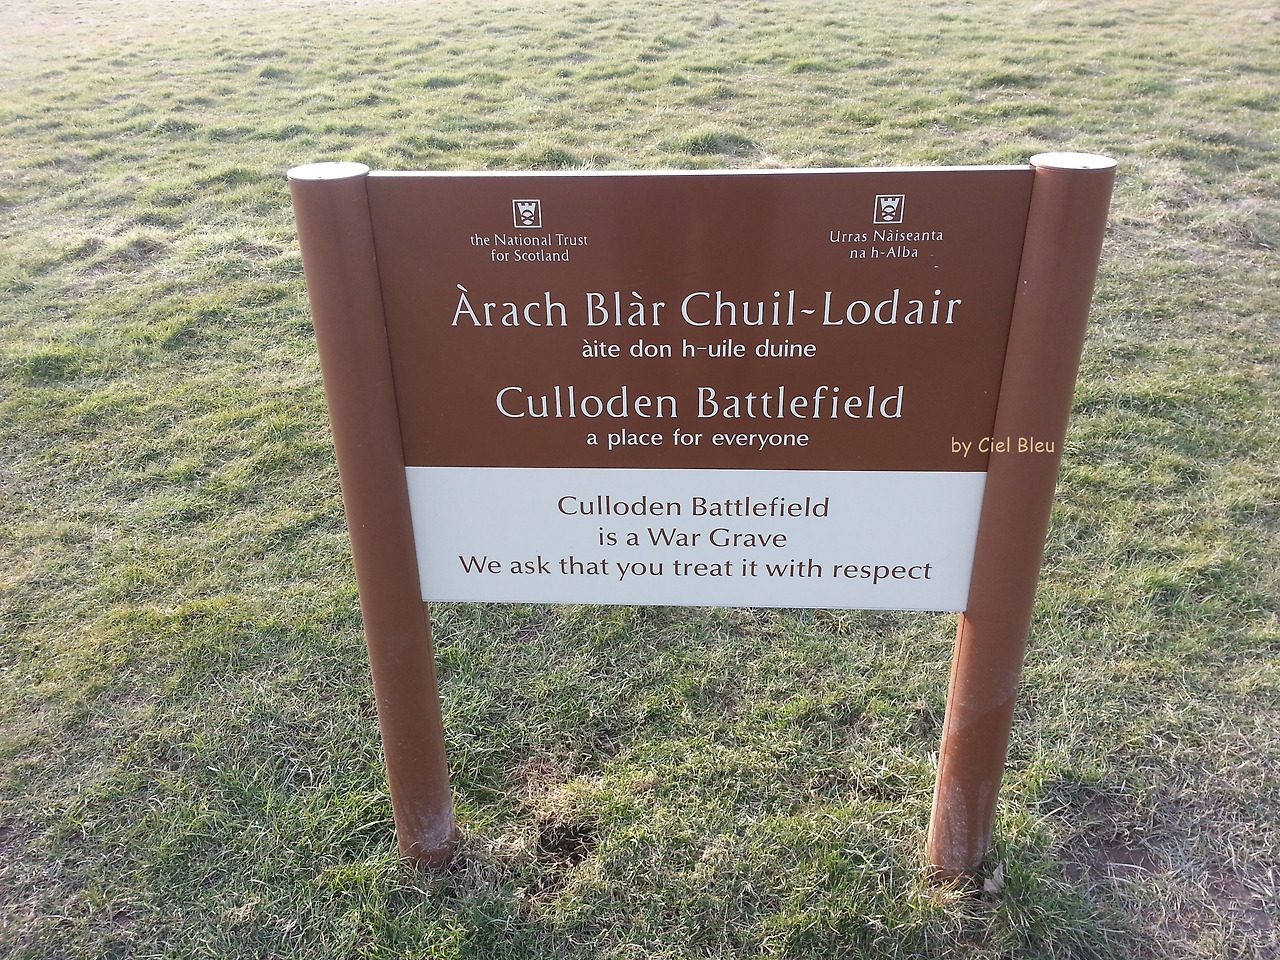 the National Trust
for Scotland
Urras Nàiseanta
na h-Alba
Àrach Blàr Chuil-Lodair
àite don h-uile duine
Culloden Battlefield
a place for everyone
by Ciel Bleu
Culloden Battlefield
is a War Grave
We ask that you treat it with respect